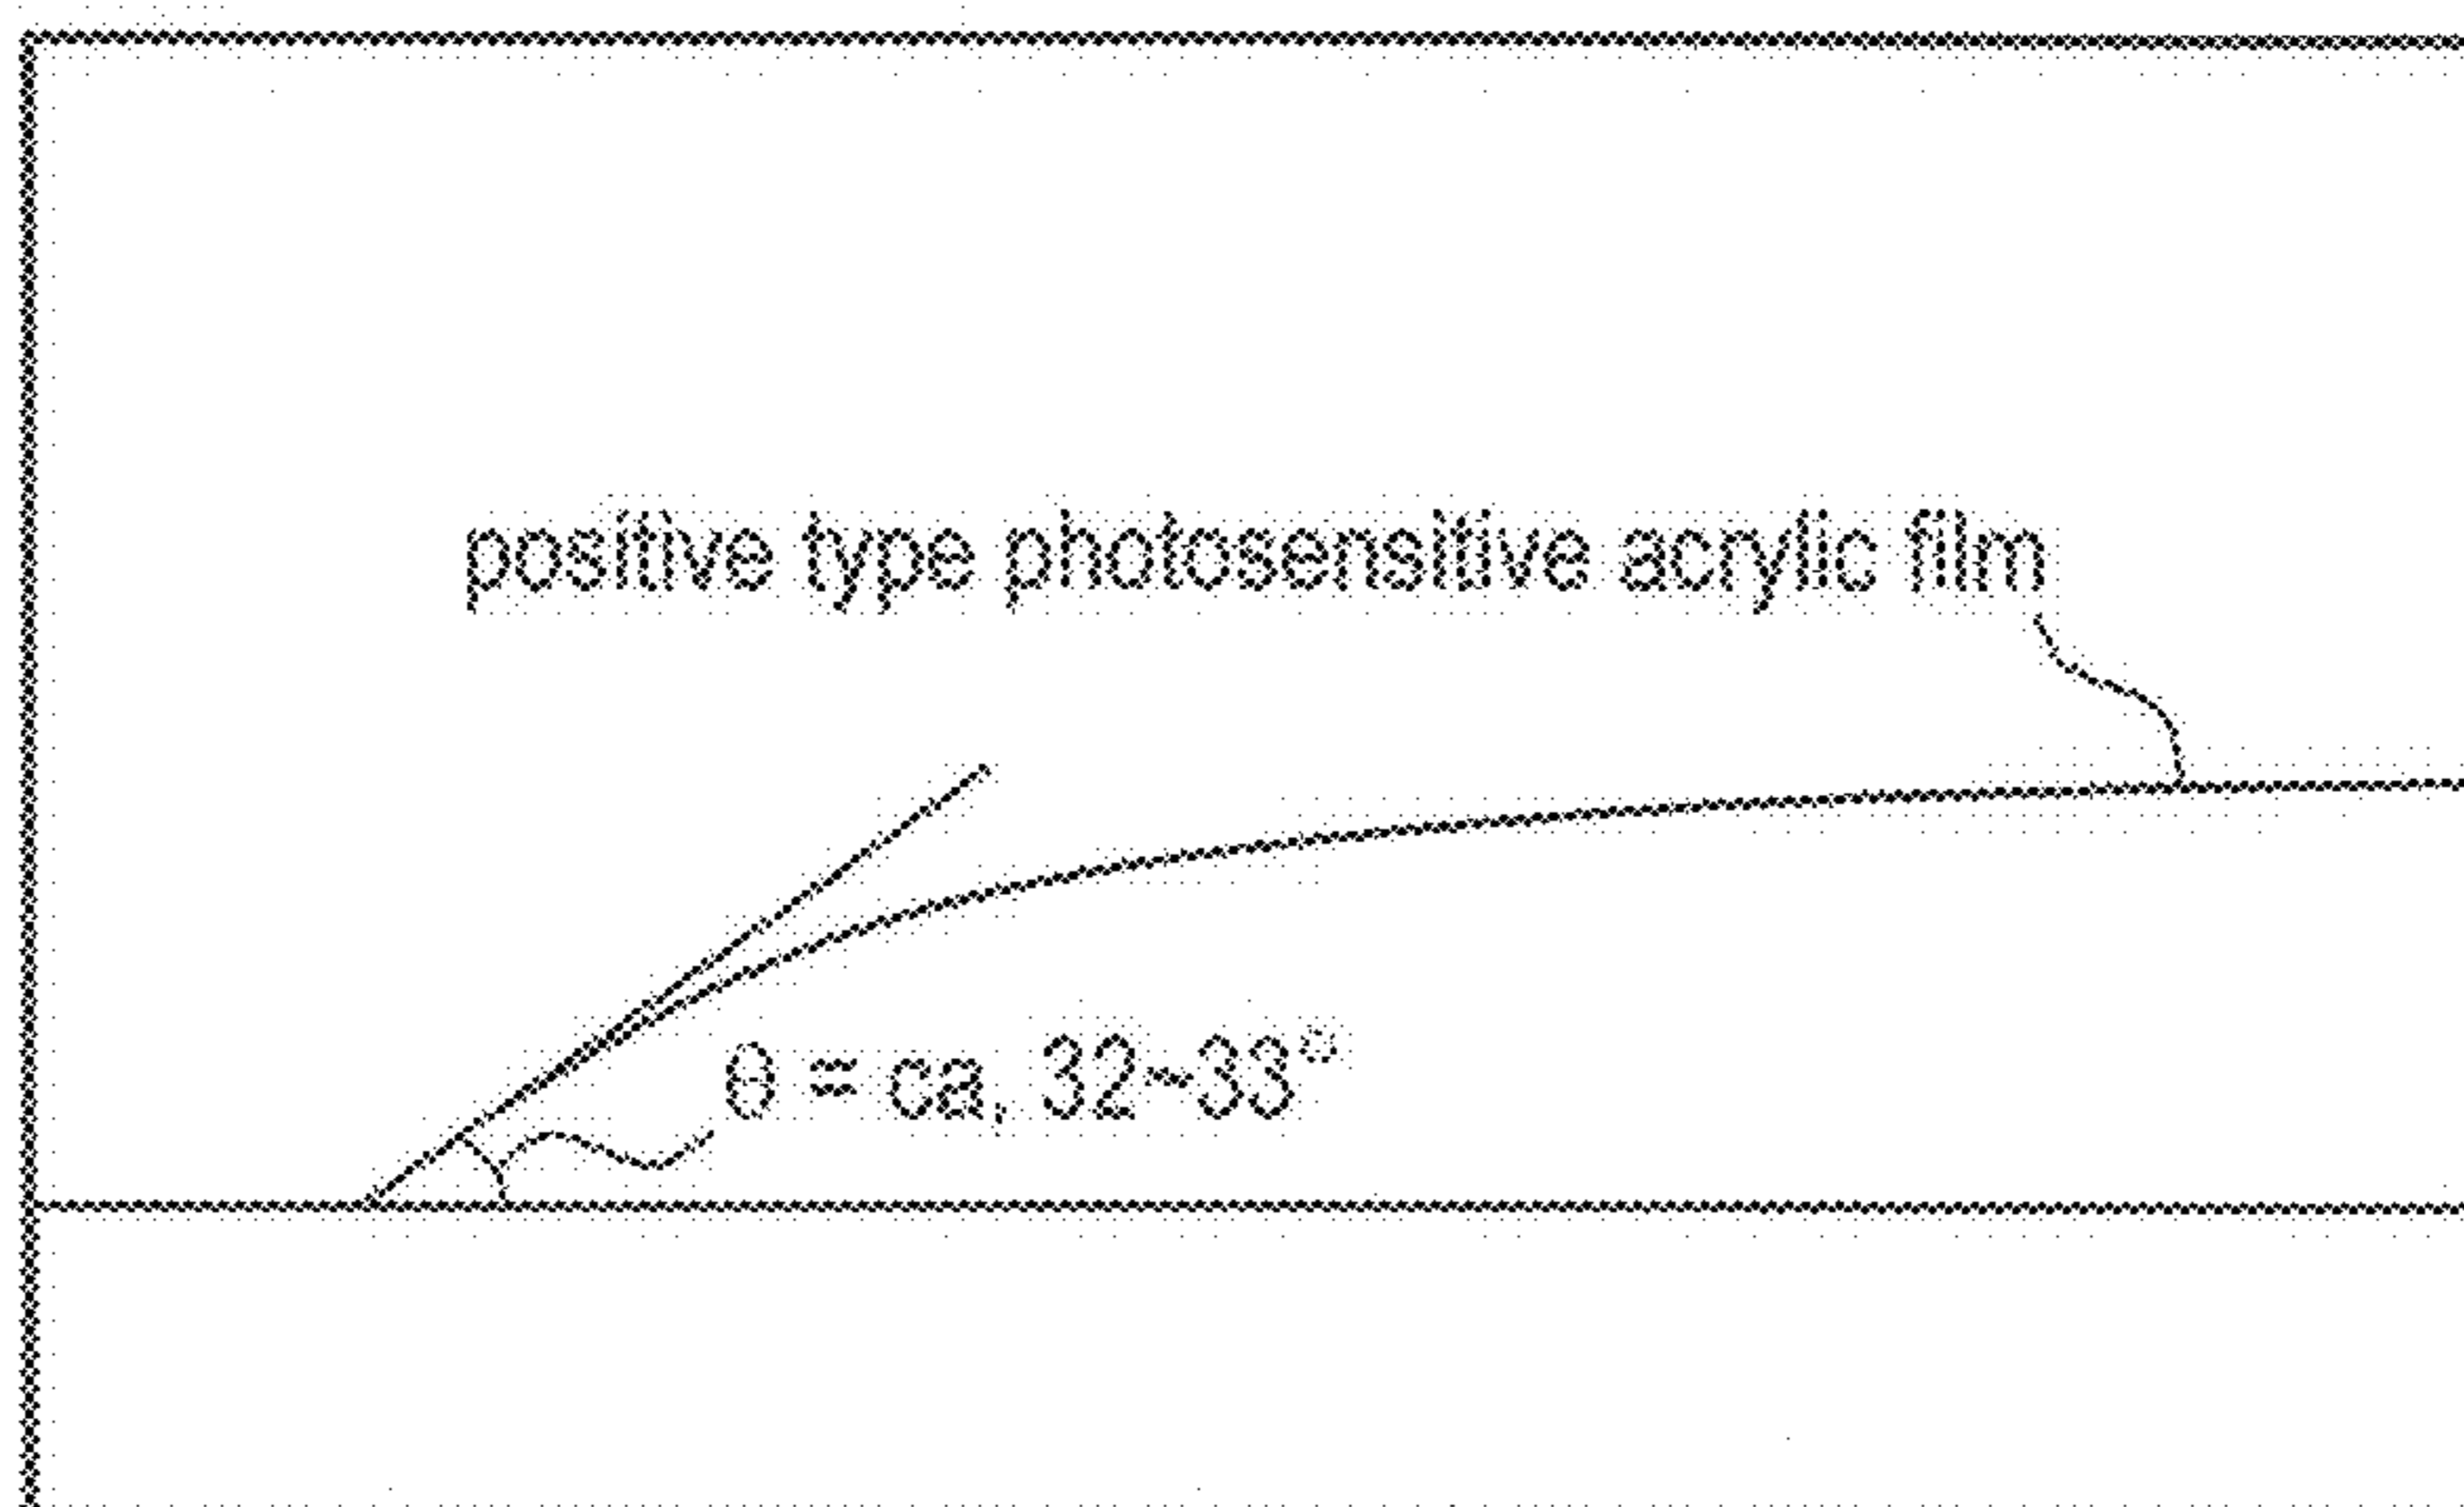 positive type photosensitive acrylic film
θ = ca, 32~33°